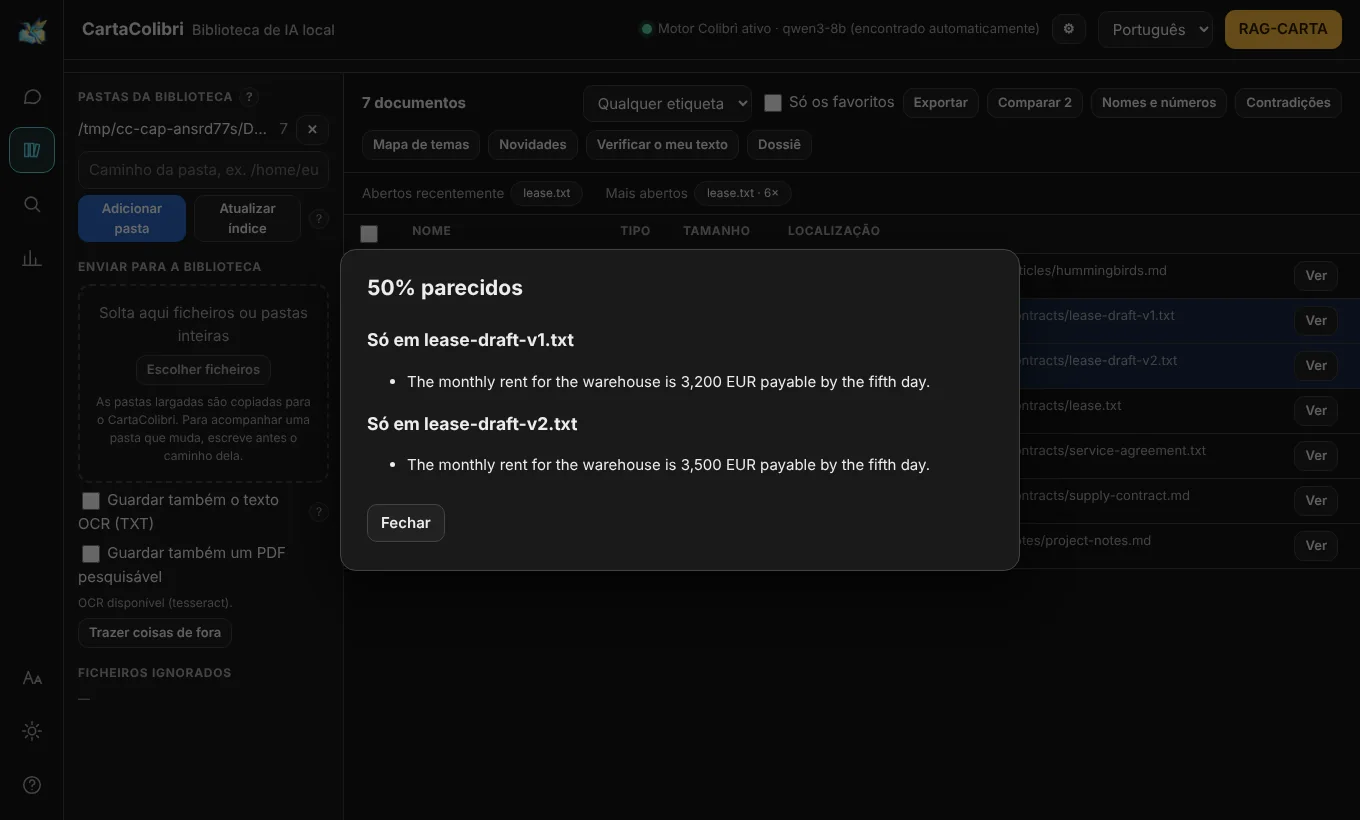 CartaColibri Biblioteca de IA local
Motor Colibri ativo · qwen3-8b (encontrado automaticamente)
Português
RAG-CARTA
PASTAS DA BIBLIOTECA ?
/tmp/cc-cap-ansrd77s/D... 7 ✕
Caminho da pasta, ex. /home/eu
Adicionar pasta
Atualizar índice
?
ENVIAR PARA A BIBLIOTECA
Solta aqui ficheiros ou pastas
inteiras
Escolher ficheiros
As pastas largadas são copiadas para
o CartaColibri. Para acompanhar uma
pasta que muda, escreve antes o
caminho dela.
Guardar também o texto
OCR (TXT)
?
Guardar também um PDF
pesquisável
OCR disponível (tesseract).
Trazer coisas de fora
FICHEIROS IGNORADOS
—
7 documentos
Qualquer etiqueta
Só os favoritos
Exportar
Comparar 2
Nomes e números
Contradições
Mapa de temas
Novidades
Verificar o meu texto
Dossiê
Abertos recentemente lease.txt Mais abertos lease.txt · 6×
NOME TIPO TAMANHO LOCALIZAÇÃO
ticles/hummingbirds.md Ver
ntracts/lease-draft-v1.txt Ver
ntracts/lease-draft-v2.txt Ver
ntracts/lease.txt Ver
ntracts/service-agreement.txt Ver
ntracts/supply-contract.md Ver
tes/project-notes.md Ver
50% parecidos
Só em lease-draft-v1.txt
• The monthly rent for the warehouse is 3,200 EUR payable by the fifth day.
Só em lease-draft-v2.txt
• The monthly rent for the warehouse is 3,500 EUR payable by the fifth day.
Fechar
AA